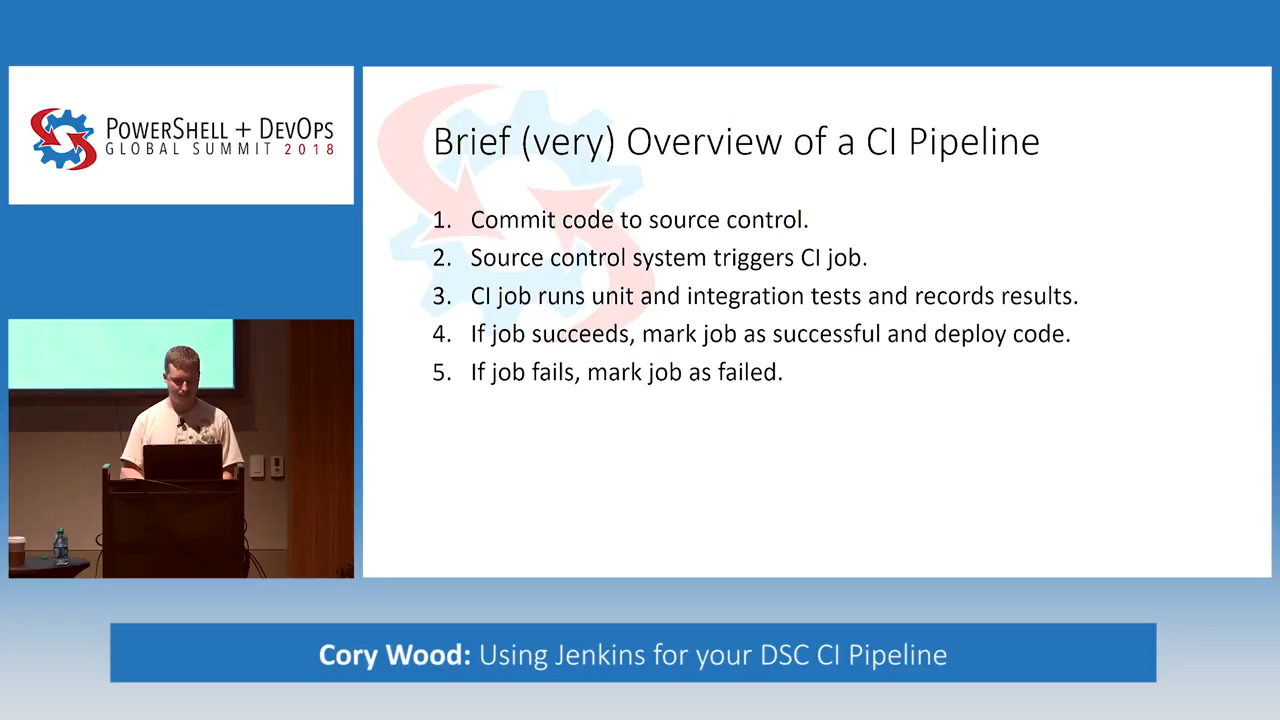 POWERSHELL + DEVOPS
GLOBAL SUMMIT 2018
Brief (very) Overview of a CI Pipeline
1. Commit code to source control.
2. Source control system triggers CI job.
3. CI job runs unit and integration tests and records results.
4. If job succeeds, mark job as successful and deploy code.
5. If job fails, mark job as failed.
Cory Wood: Using Jenkins for your DSC CI Pipeline